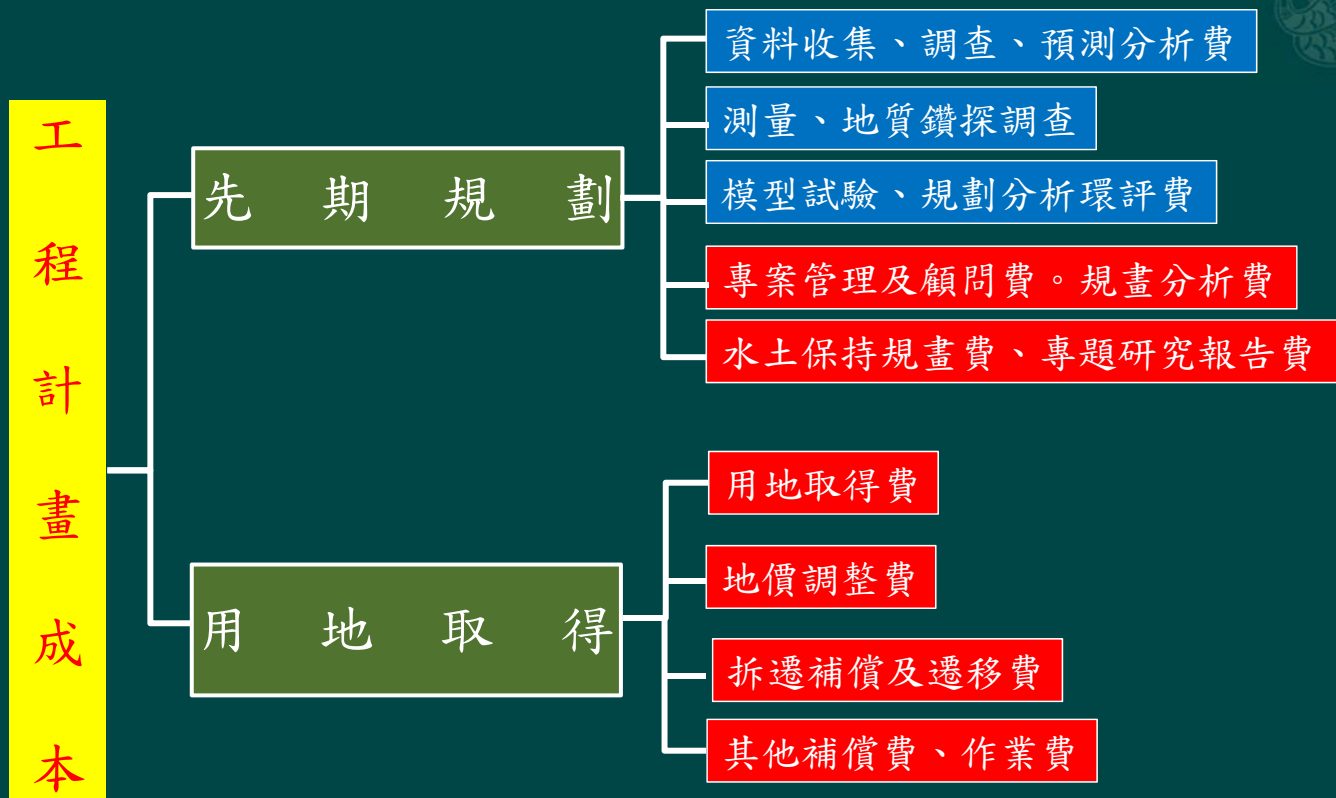 工程計畫成本
先期規劃
資料收集、調查、預測分析費
測量、地質鑽探調查
模型試驗、規劃分析環評費
專案管理及顧問費。規畫分析費
水土保持規畫費、專題研究報告費
用地取得
用地取得費
地價調整費
拆遷補償及遷移費
其他補償費、作業費